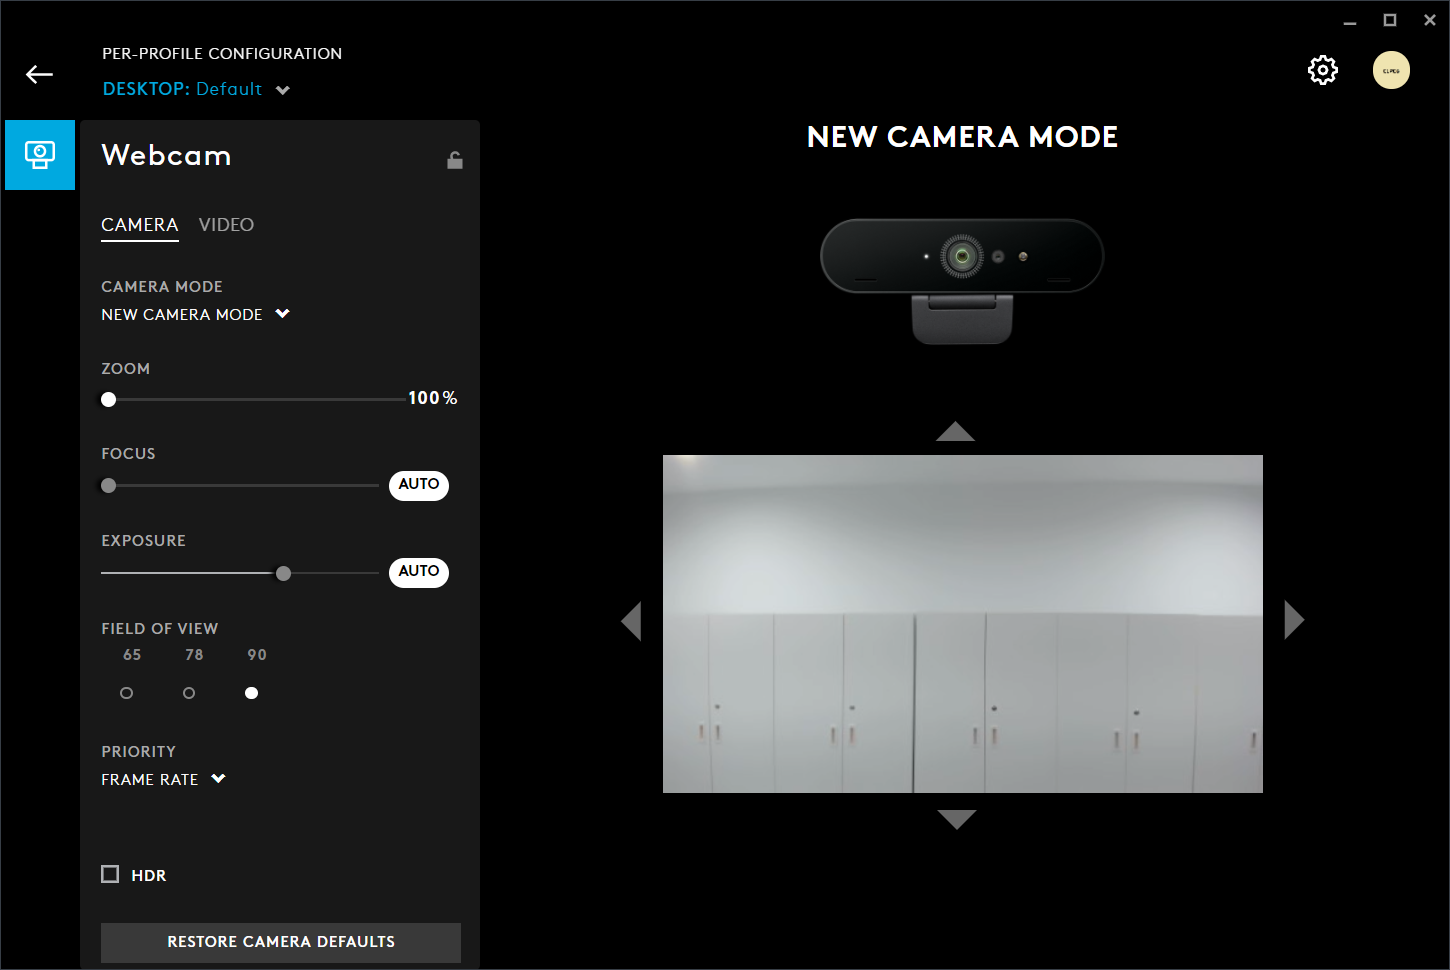 PER-PROFILE CONFIGURATION
DESKTOP: Default
NEW CAMERA MODE
Webcam
CAMERA VIDEO
CAMERA MODE
NEW CAMERA MODE
ZOOM
100%
FOCUS
AUTO
EXPOSURE
AUTO
FIELD OF VIEW
65 78 90
PRIORITY
FRAME RATE
HDR
RESTORE CAMERA DEFAULTS